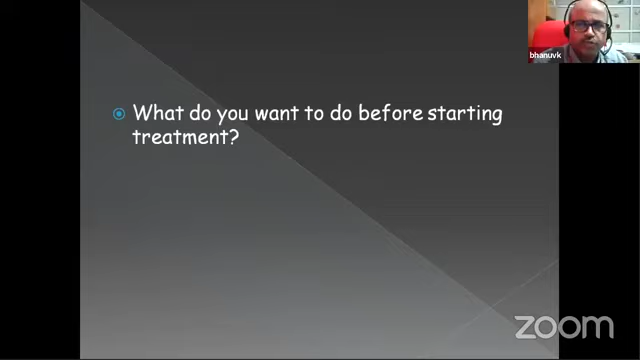 bhanuvk
What do you want to do before starting
treatment?
zoom